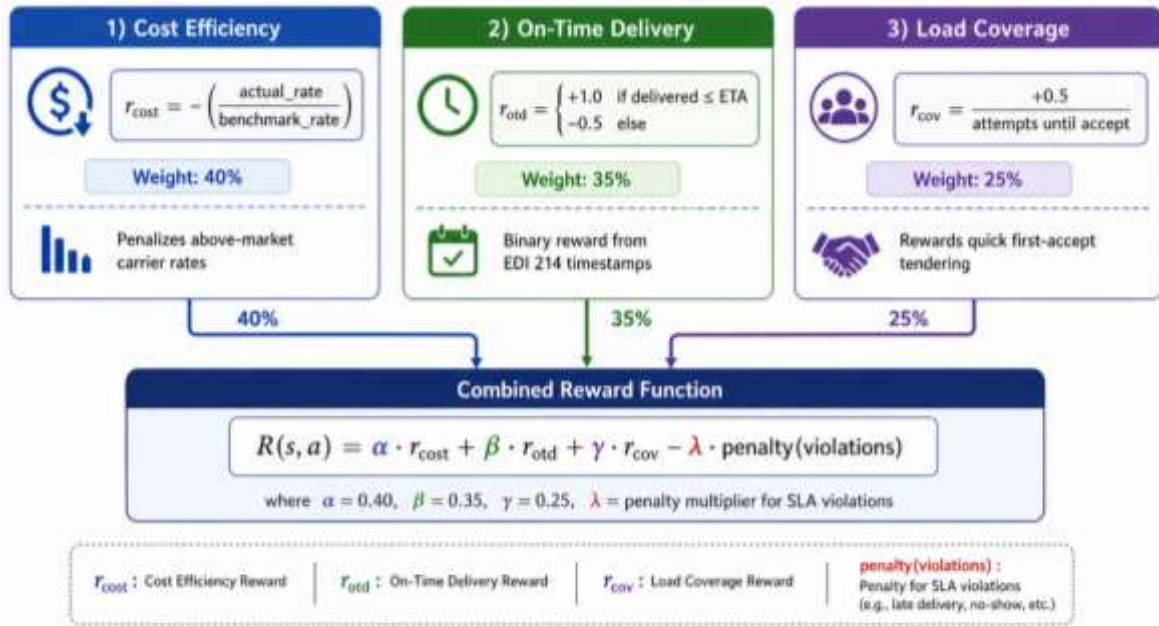 1) Cost Efficiency
r_cost = − ( actual_rate / benchmark_rate )
Weight: 40%
Penalizes above-market
carrier rates
2) On-Time Delivery
r_otd = { +1.0 if delivered ≤ ETA
−0.5 else
Weight: 35%
Binary reward from
EDI 214 timestamps
3) Load Coverage
r_cov = +0.5 / attempts until accept
Weight: 25%
Rewards quick first-accept
tendering
40%
35%
25%
Combined Reward Function
R(s, a) = α · r_cost + β · r_otd + γ · r_cov − λ · penalty(violations)
where α = 0.40, β = 0.35, γ = 0.25, λ = penalty multiplier for SLA violations
r_cost : Cost Efficiency Reward
r_otd : On-Time Delivery Reward
r_cov : Load Coverage Reward
penalty(violations) :
Penalty for SLA violations
(e.g., late delivery, no-show, etc.)